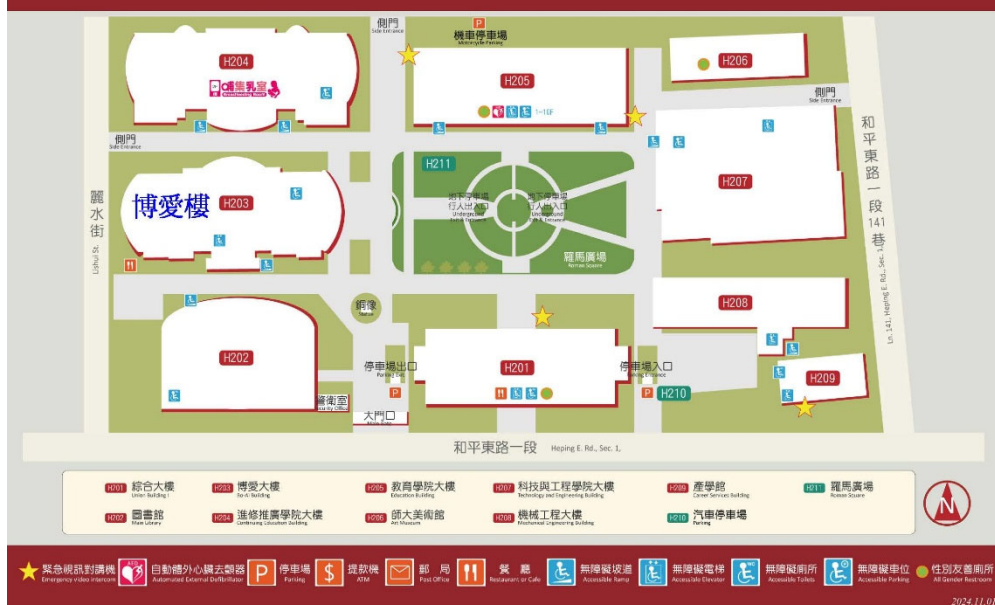 側門
Side Entrance
P
機車停車場
Motorcycle Parking
H204
哺集乳室
Breastfeeding Room
H205
1~10F
H206
側門
Side Entrance
側門
Side Entrance
H211
和平東路一段141巷
Ln. 141, Heping E. Rd., Sec. 1,
麗水街
Lishui St.
博愛樓
H203
地下停車場
行人出入口
Underground
Exit & Entrance
地下停車場
行人出入口
Underground
Exit & Entrance
H207
羅馬廣場
Roman Square
銅像
Statue
H208
H202
H201
停車場出口
Parking Exit
P
停車場入口
Parking Entrance
P
H210
H209
警衛室
Security Office
大門口
Main Gate
和平東路一段 Heping E. Rd., Sec. 1,
H201 綜合大樓
Union Building I
H203 博愛大樓
Bo-Ai Building
H205 教育學院大樓
Education Building
H207 科技與工程學院大樓
Technology and Engineering Building
H209 產學館
Career Services Building
H211 羅馬廣場
Roman Square
H202 圖書館
Main Library
H204 進修推廣學院大樓
Continuing Education Building
H206 師大美術館
Art Museum
H208 機械工程大樓
Mechanical Engineering Building
H210 汽車停車場
Parking
N
緊急視訊對講機
Emergency video intercom
AED
自動體外心臟去顫器
Automated External Defibrillator
P
停車場
Parking
$
提款機
ATM
郵局
Post Office
餐廳
Restaurant or Cafe
無障礙坡道
Accessible Ramp
無障礙電梯
Accessible Elevator
無障礙廁所
Accessible Toilets
無障礙車位
Accessible Parking
性別友善廁所
All Gender Restroom
2024.11.01